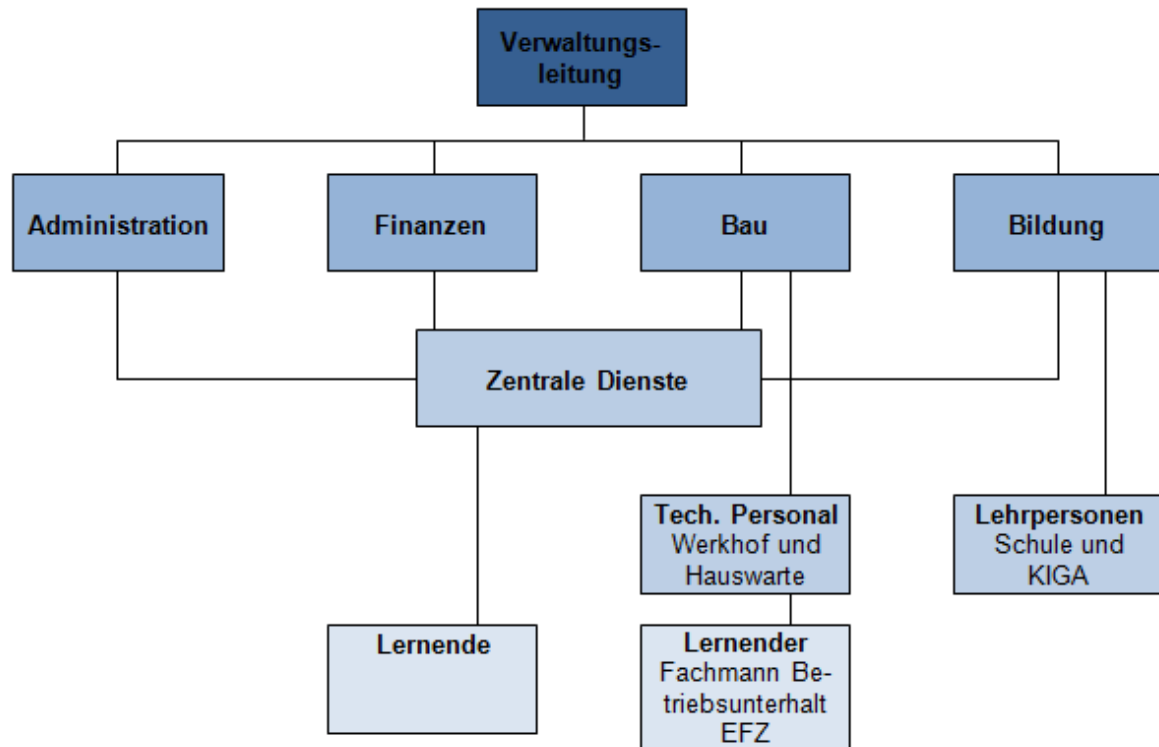 Verwaltungs-
leitung
Administration
Finanzen
Bau
Bildung
Zentrale Dienste
Tech. Personal
Werkhof und
Hauswarte
Lehrpersonen
Schule und
KIGA
Lernende
Lernender
Fachmann Be-
triebsunterhalt
EFZ